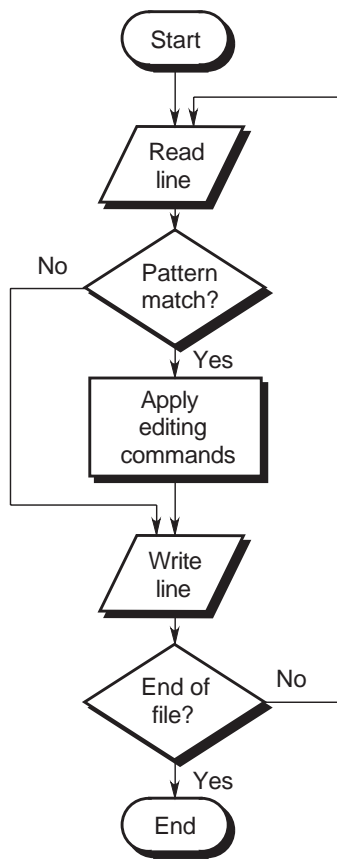 Start
Read
line
No
Pattern
match?
Yes
Apply
editing
commands
Write
line
End of
file?
No
Yes
End